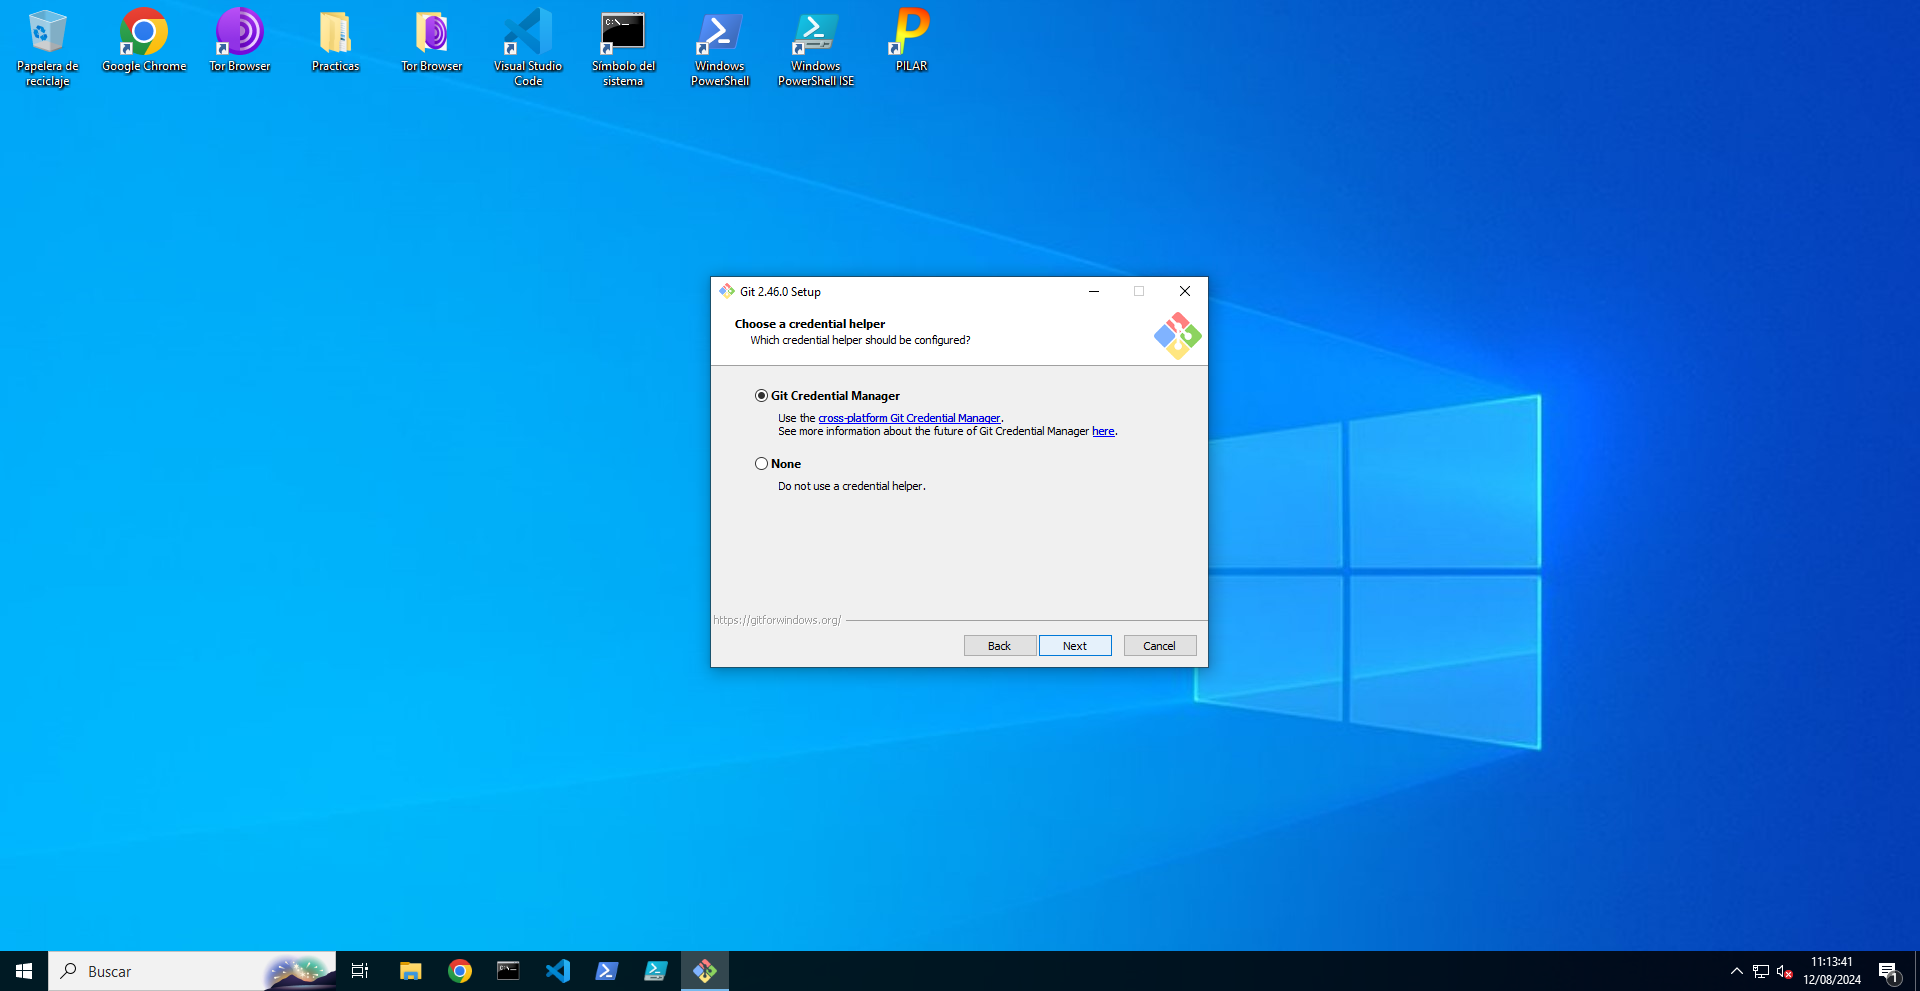 Papelera de
reciclaje
Google Chrome
Tor Browser
Practicas
Tor Browser
Visual Studio
Code
Símbolo del
sistema
Windows
PowerShell
Windows
PowerShell ISE
PILAR
Git 2.46.0 Setup
Choose a credential helper
Which credential helper should be configured?
Git Credential Manager
Use the cross-platform Git Credential Manager.
See more information about the future of Git Credential Manager here.
None
Do not use a credential helper.
https://gitforwindows.org/
Back
Next
Cancel
Buscar
11:13:41
12/08/2024
1